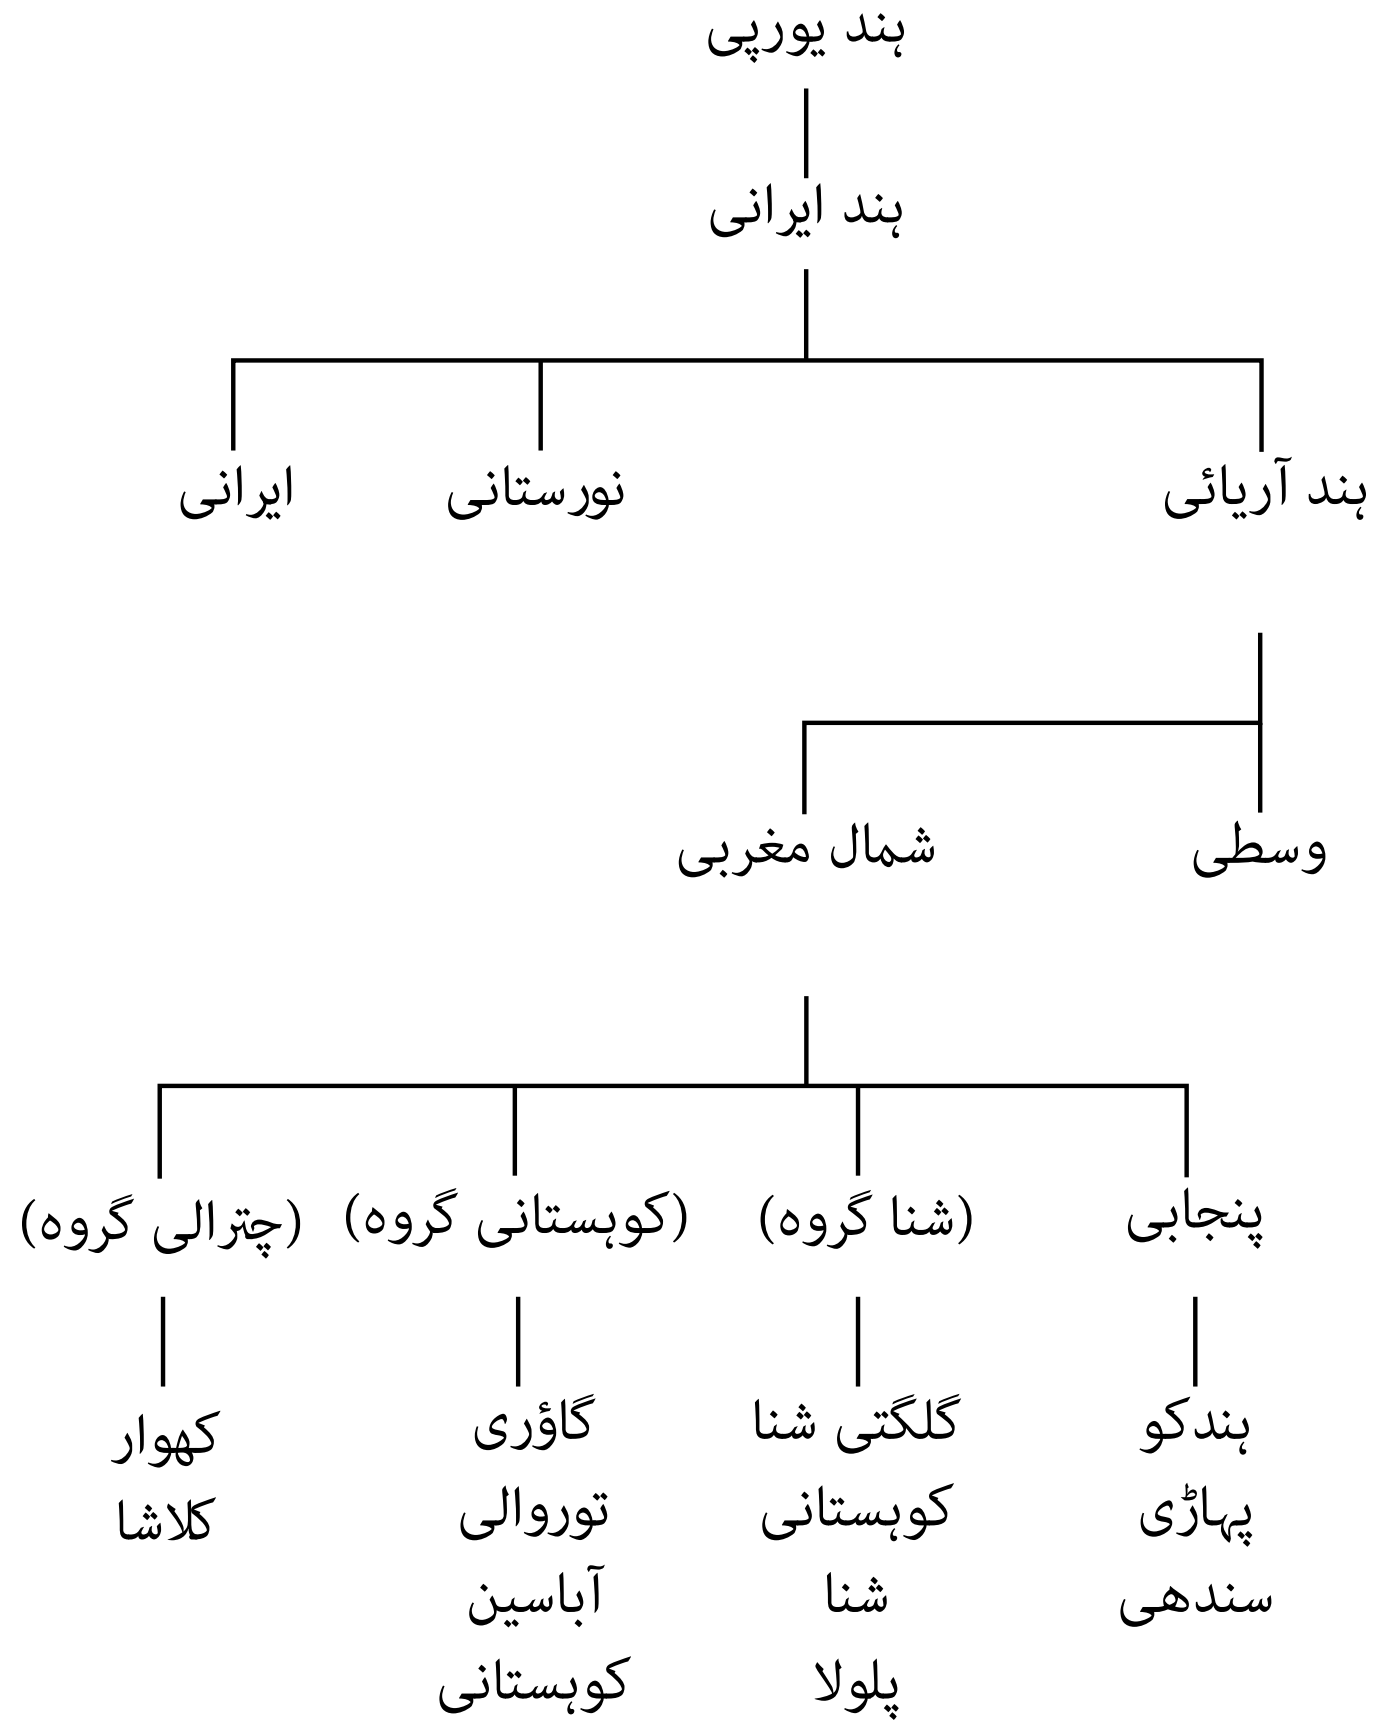 ہند یورپی
ہند ایرانی
ہند آریائی
نورستانی
ایرانی
وسطی
شمال مغربی
پنجابی
(شنا گروہ)
(کوہستانی گروہ)
(چترالی گروہ)
ہندکو
پہاڑی
سندھی
گلگتی شنا
کوہستانی
شنا
پلولا
گاؤری
توروالی
آباسین
کوہستانی
کھوار
کلاشا